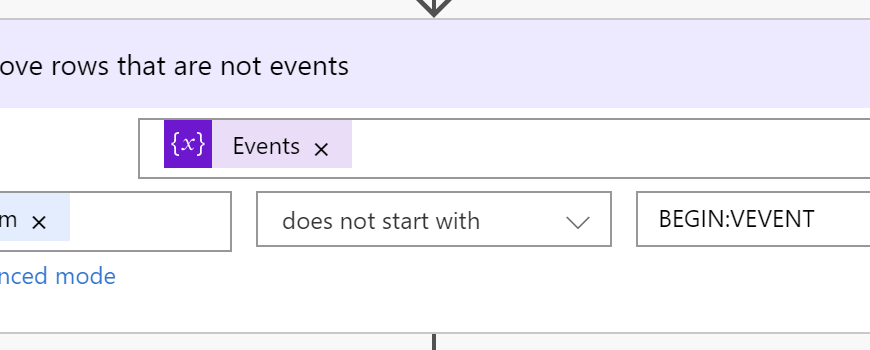 ove rows that are not events
{x} Events ×
m × does not start with BEGIN:VEVENT
nced mode